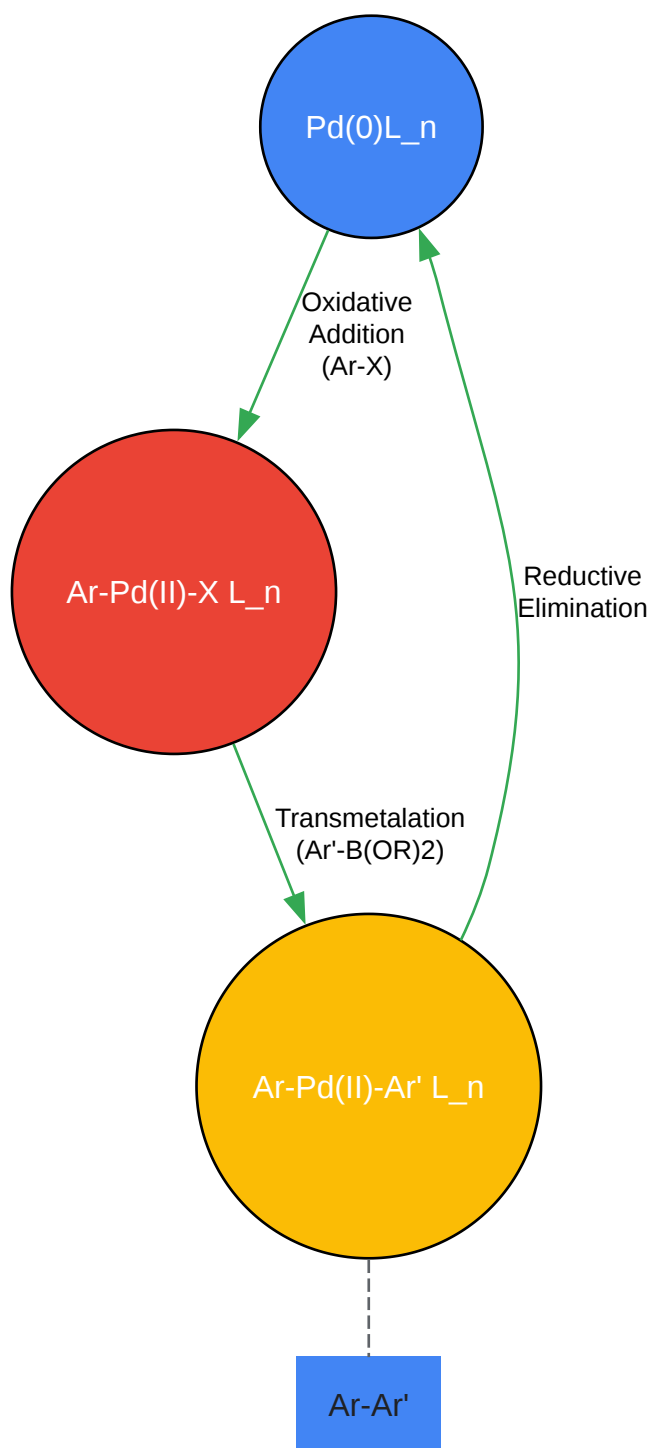 Pd(0)L_n
Oxidative
Addition
(Ar-X)
Ar-Pd(II)-X L_n
Reductive
Elimination
Transmetalation
(Ar'-B(OR)2)
Ar-Pd(II)-Ar' L_n
Ar-Ar'